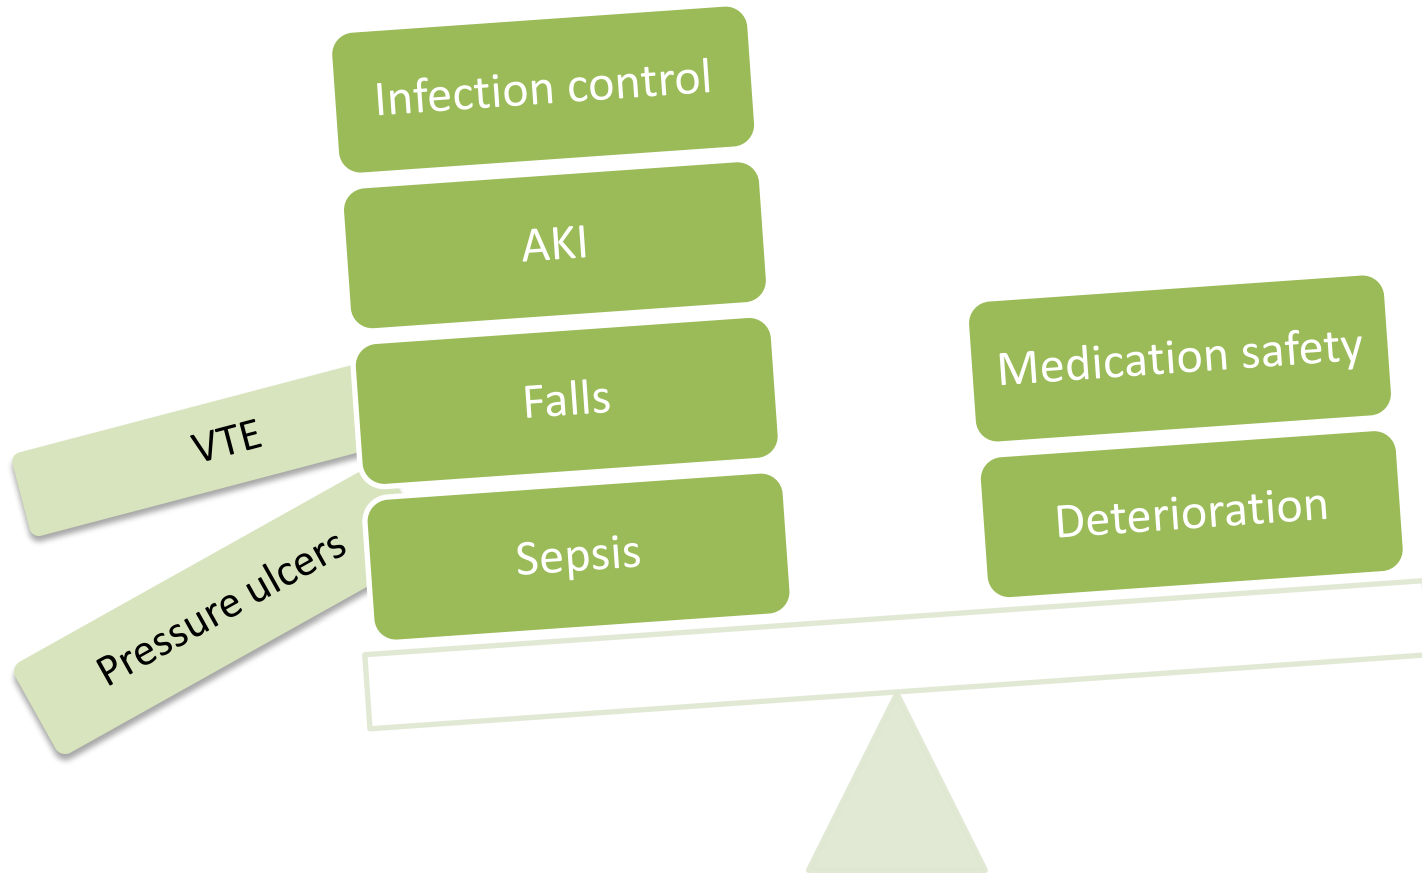 Infection control
AKI
Falls
Sepsis
VTE
Pressure ulcers
Medication safety
Deterioration